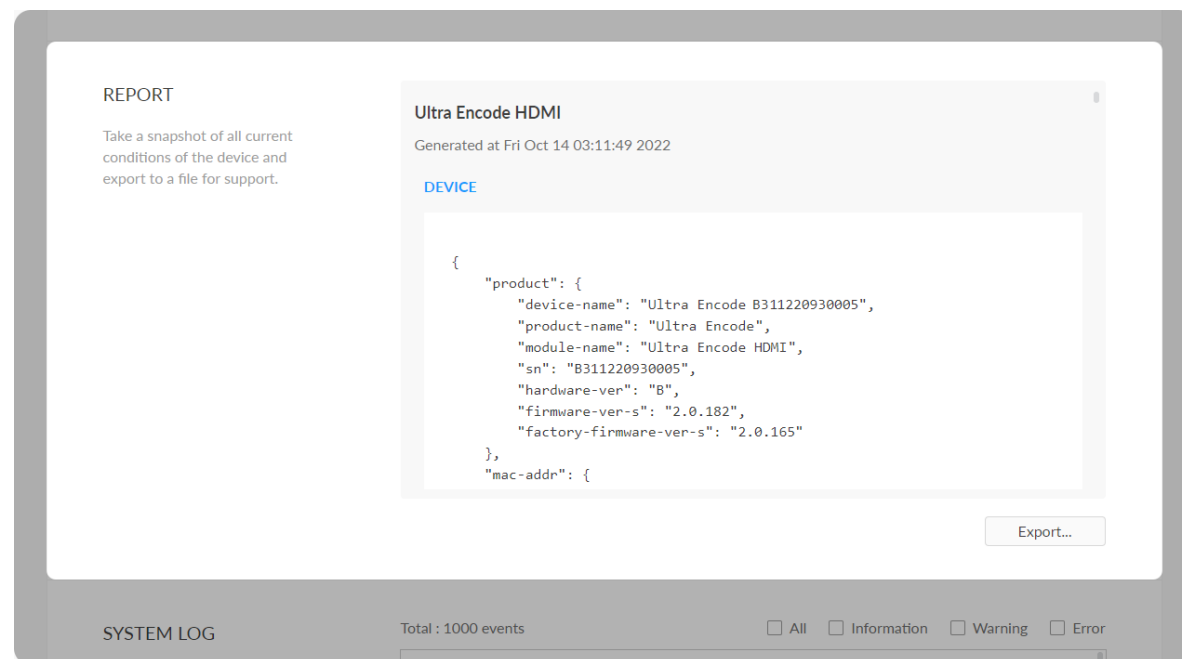 REPORT
Take a snapshot of all current
conditions of the device and
export to a file for support.
Ultra Encode HDMI
Generated at Fri Oct 14 03:11:49 2022
DEVICE
{
"product": {
"device-name": "Ultra Encode B311220930005",
"product-name": "Ultra Encode",
"module-name": "Ultra Encode HDMI",
"sn": "B311220930005",
"hardware-ver": "B",
"firmware-ver-s": "2.0.182",
"factory-firmware-ver-s": "2.0.165"
},
"mac-addr": {
Export...
SYSTEM LOG
Total : 1000 events
All Information Warning Error